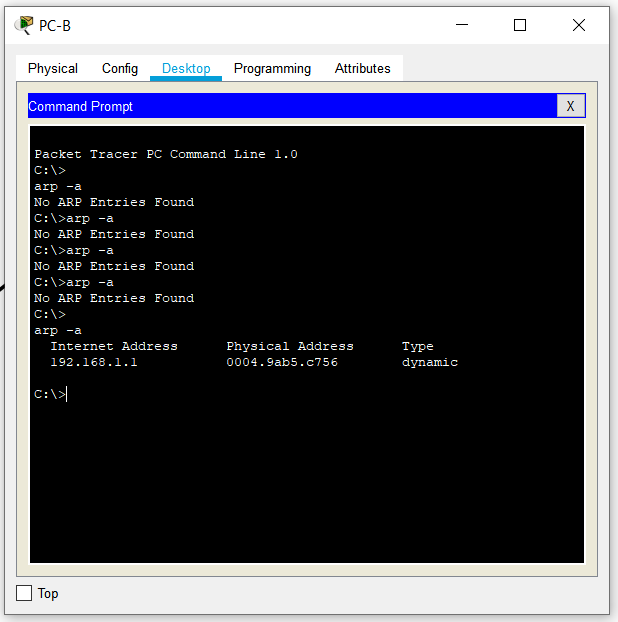 PC-B
Physical Config Desktop Programming Attributes
Command Prompt X
Packet Tracer PC Command Line 1.0
C:\>
arp -a
No ARP Entries Found
C:\>arp -a
No ARP Entries Found
C:\>arp -a
No ARP Entries Found
C:\>arp -a
No ARP Entries Found
C:\>
arp -a
Internet Address Physical Address Type
192.168.1.1 0004.9ab5.c756 dynamic
C:\>
Top